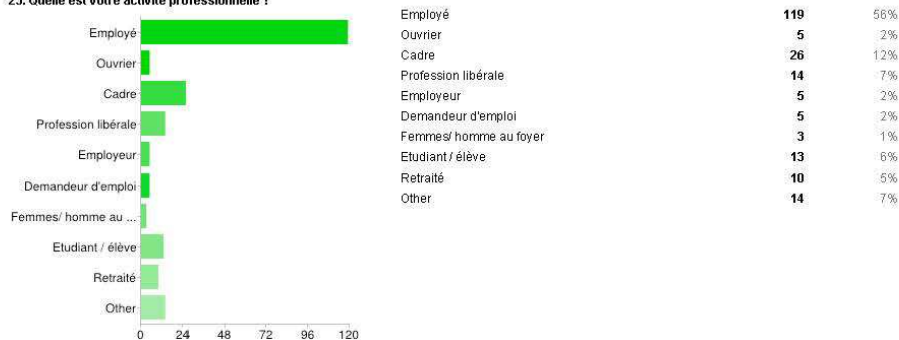 25. Quelle est votre activité professionnelle ?
Employé
Ouvrier
Cadre
Profession libérale
Employeur
Demandeur d'emploi
Femmes/ homme au ...
Etudiant / élève
Retraité
Other
0 24 48 72 96 120
Employé 119 56%
Ouvrier 5 2%
Cadre 26 12%
Profession libérale 14 7%
Employeur 5 2%
Demandeur d'emploi 5 2%
Femmes/ homme au foyer 3 1%
Etudiant / élève 13 6%
Retraité 10 5%
Other 14 7%